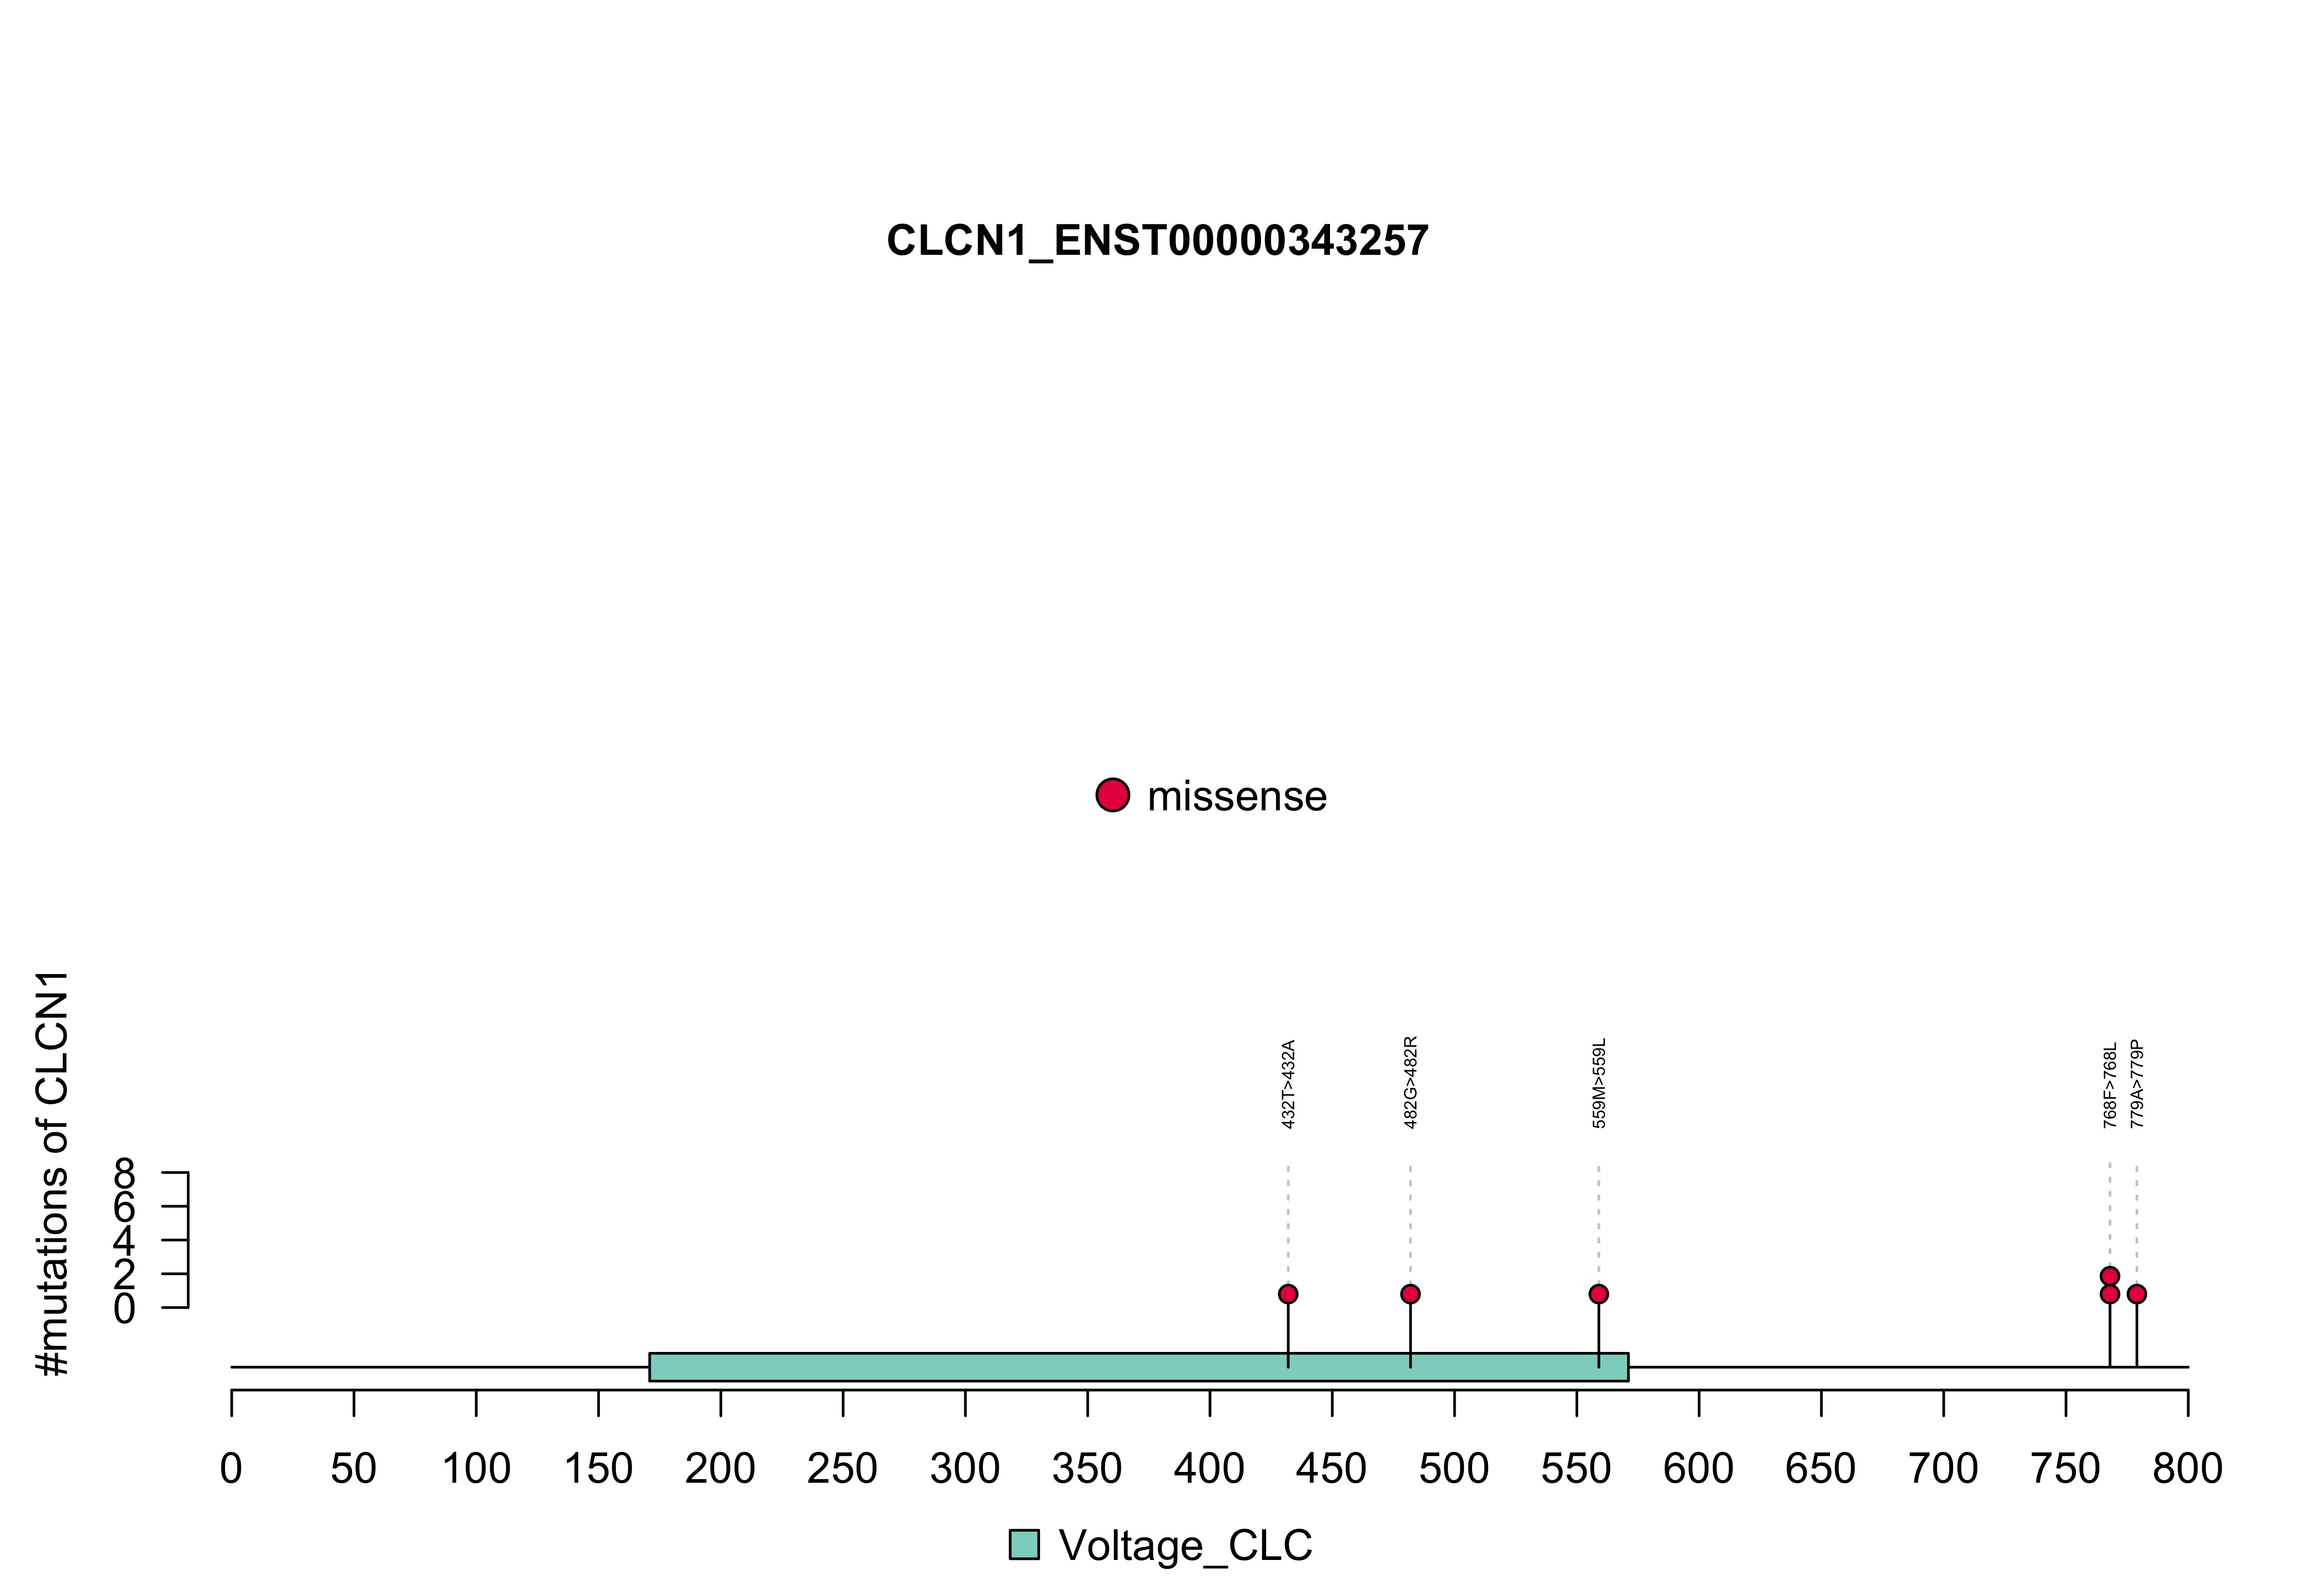 CLCN1_ENST00000343257
missense
#mutations of CLCN1
432T>432A
482G>482R
559M>559L
768F>768L
779A>779P
8
6
4
2
0
0 50 100 150 200 250 300 350 400 450 500 550 600 650 700 750 800
Voltage_CLC